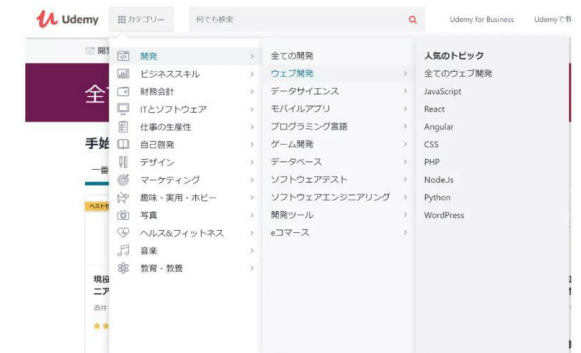 Udemy
カテゴリー
何でも検索
Udemy for Business
Udemyで教
開発
ビジネススキル
財務会計
ITとソフトウェア
仕事の生産性
自己啓発
デザイン
マーケティング
趣味・実用・ホビー
写真
ヘルス&フィットネス
音楽
教育・教養
全ての開発
ウェブ開発
データサイエンス
モバイルアプリ
プログラミング言語
ゲーム開発
データベース
ソフトウェアテスト
ソフトウェアエンジニアリング
開発ツール
eコマース
人気のトピック
全てのウェブ開発
JavaScript
React
Angular
CSS
PHP
Node.Js
Python
WordPress
開
全
手始
一番
ベストセ
現役
ニア
酒井